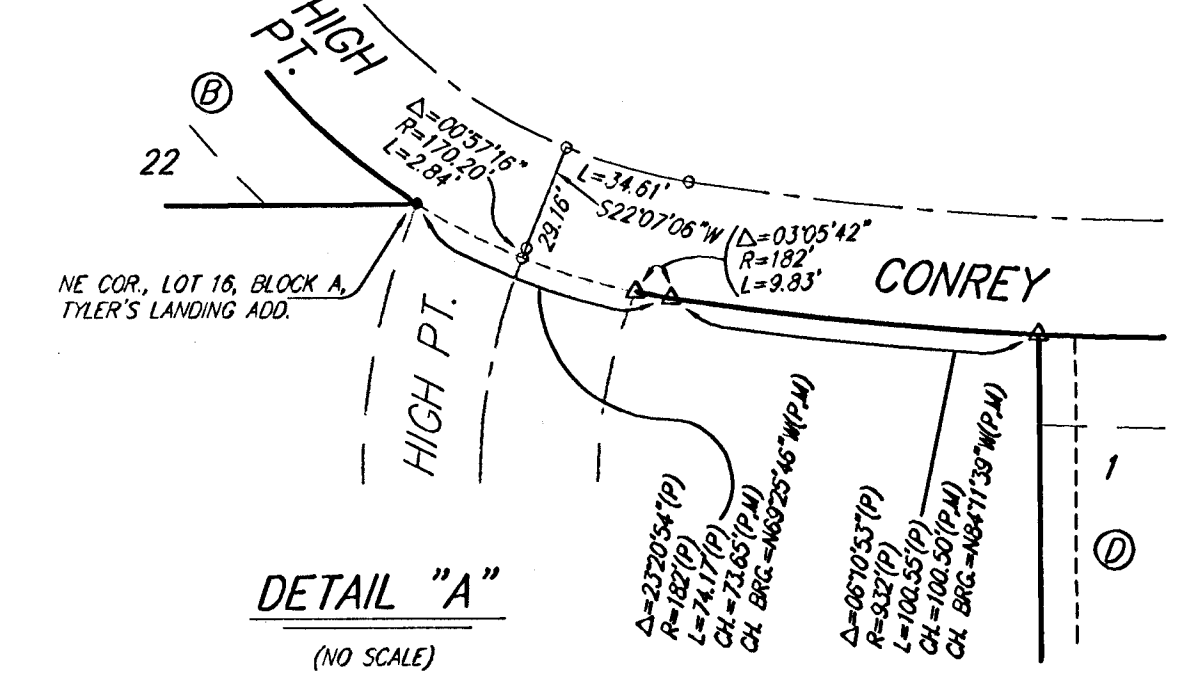 HIGH
PT.
B
22
Δ=00°57'16"
R=170.20'
L=2.84'
L=34.61'
S22°07'06"W
29.16'
Δ=03°05'42"
R=182'
L=9.83'
CONREY
NE COR., LOT 16, BLOCK A,
TYLER'S LANDING ADD.
HIGH PT.
Δ=23°20'54"(P)
R=182'(P)
L=74.17'(P)
CH.=73.65'(P,M)
CH. BRG.=N69°25'46"W(P,M)
Δ=06°10'53"(P)
R=932'(P)
L=100.55'(P)
CH.=100.50'(P,M)
CH. BRG.=N84°11'39"W(P,M)
1
D
DETAIL "A"
(NO SCALE)